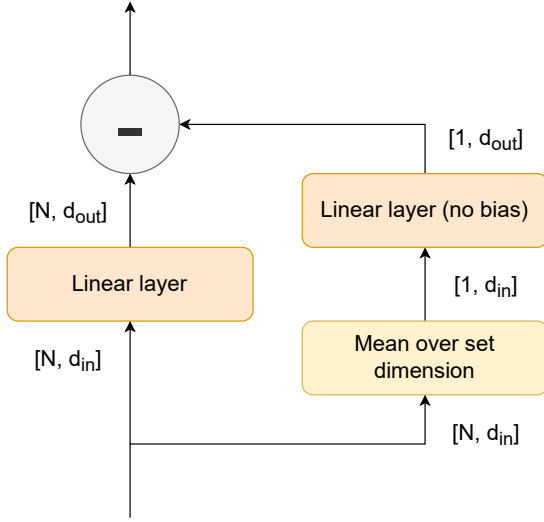 [1, d_out]
[N, d_out]
Linear layer (no bias)
Linear layer
[1, d_in]
[N, d_in]
Mean over set
dimension
[N, d_in]